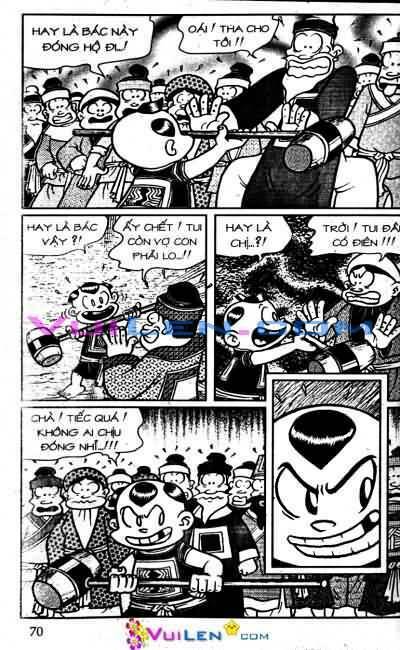 HAY LÀ BÁC NÀY
ĐÓNG HỘ ĐI..!
OÁI! THA CHO
TÔI!!
HAY LÀ BÁC
VẬY?!
ẤY CHẾT! TUI
CÒN VỢ CON
PHẢI LO...!!
HAY LÀ
CHỊ...?!
TRỜI! TUI ĐÂU
CÓ ĐIÊN!!
VUILEN.COM
CHÀ! TIẾC QUÁ!
KHÔNG AI CHỊU
ĐÓNG NHỈ...!!!
70
VUILEN COM